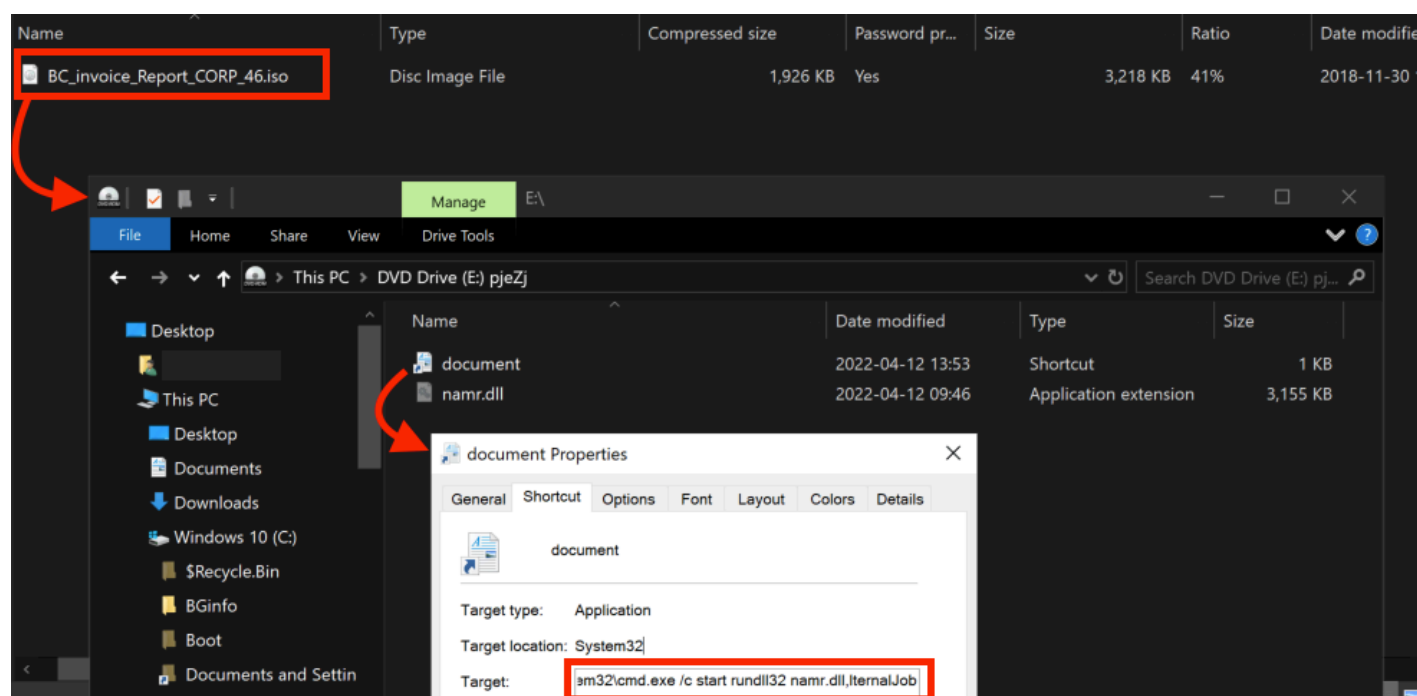 Name Type Compressed size Password pr... Size Ratio Date modifie
BC_invoice_Report_CORP_46.iso Disc Image File 1,926 KB Yes 3,218 KB 41% 2018-11-30
Manage E:\
File Home Share View Drive Tools
This PC > DVD Drive (E:) pjeZj Search DVD Drive (E:) pj...
Name Date modified Type Size
Desktop
document 2022-04-12 13:53 Shortcut 1 KB
namr.dll 2022-04-12 09:46 Application extension 3,155 KB
This PC
Desktop
Documents
Downloads
Windows 10 (C:)
$Recycle.Bin
BGinfo
Boot
Documents and Settin
document Properties
General Shortcut Options Font Layout Colors Details
document
Target type: Application
Target location: System32
Target: em32\cmd.exe /c start rundll32 namr.dll,IternalJob